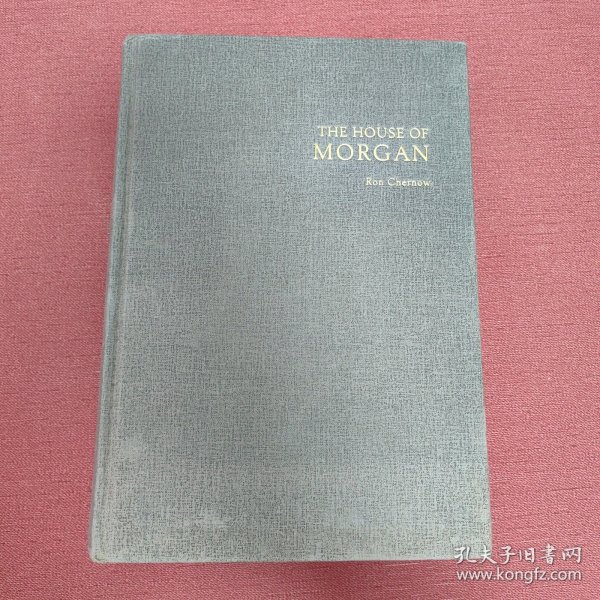 THE HOUSE OF
MORGAN
Ron Chernow
孔夫子旧书网
www.kongfz.com